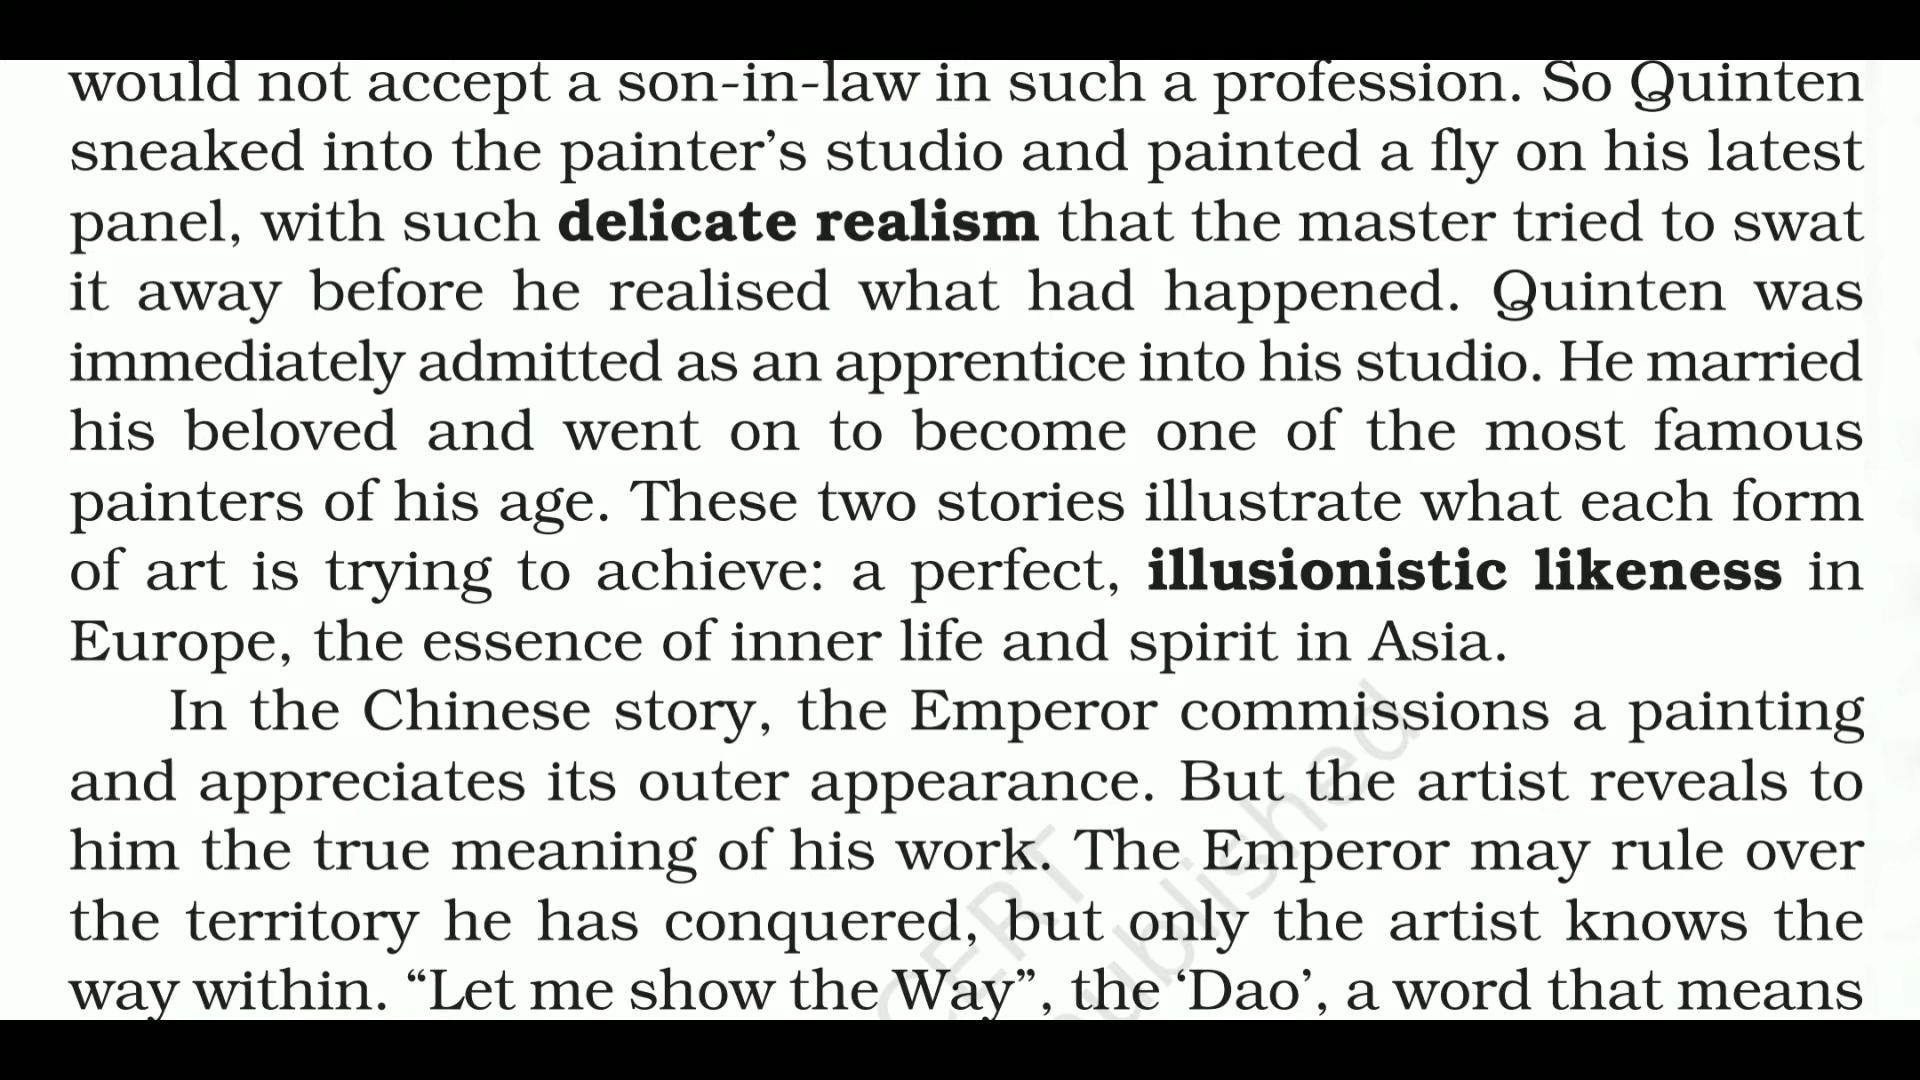 would not accept a son-in-law in such a profession. So Quinten
sneaked into the painter’s studio and painted a fly on his latest
panel, with such delicate realism that the master tried to swat
it away before he realised what had happened. Quinten was
immediately admitted as an apprentice into his studio. He married
his beloved and went on to become one of the most famous
painters of his age. These two stories illustrate what each form
of art is trying to achieve: a perfect, illusionistic likeness in
Europe, the essence of inner life and spirit in Asia.
In the Chinese story, the Emperor commissions a painting
and appreciates its outer appearance. But the artist reveals to
him the true meaning of his work. The Emperor may rule over
the territory he has conquered, but only the artist knows the
way within. “Let me show the Way”, the ‘Dao’, a word that means
CERT
ublished